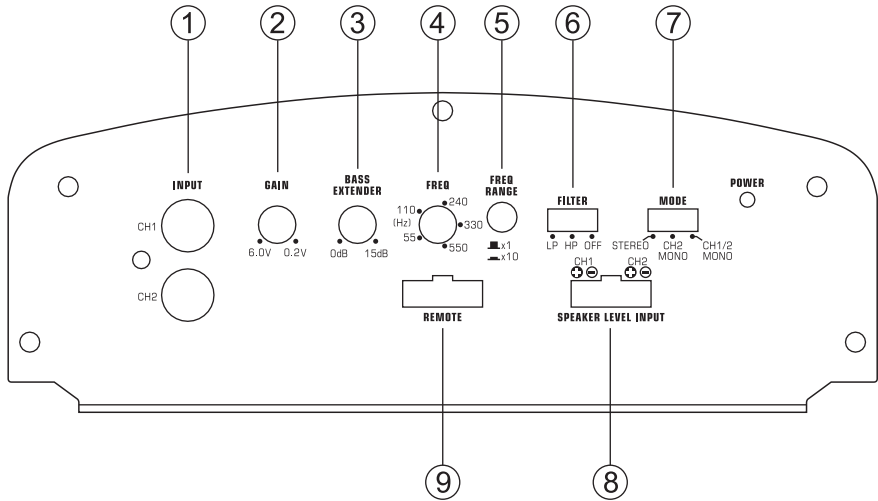 1 2 3 4 5 6 7
INPUT
CH1
CH2
GAIN
6.0V 0.2V
BASS
EXTENDER
0dB 15dB
FREQ
240
110
(Hz)
330
55
550
FREQ
RANGE
x1
x10
FILTER
LP HP OFF
MODE
STEREO CH2 CH1/2
MONO MONO
POWER
REMOTE
CH1 CH2
+ - + -
SPEAKER LEVEL INPUT
9 8